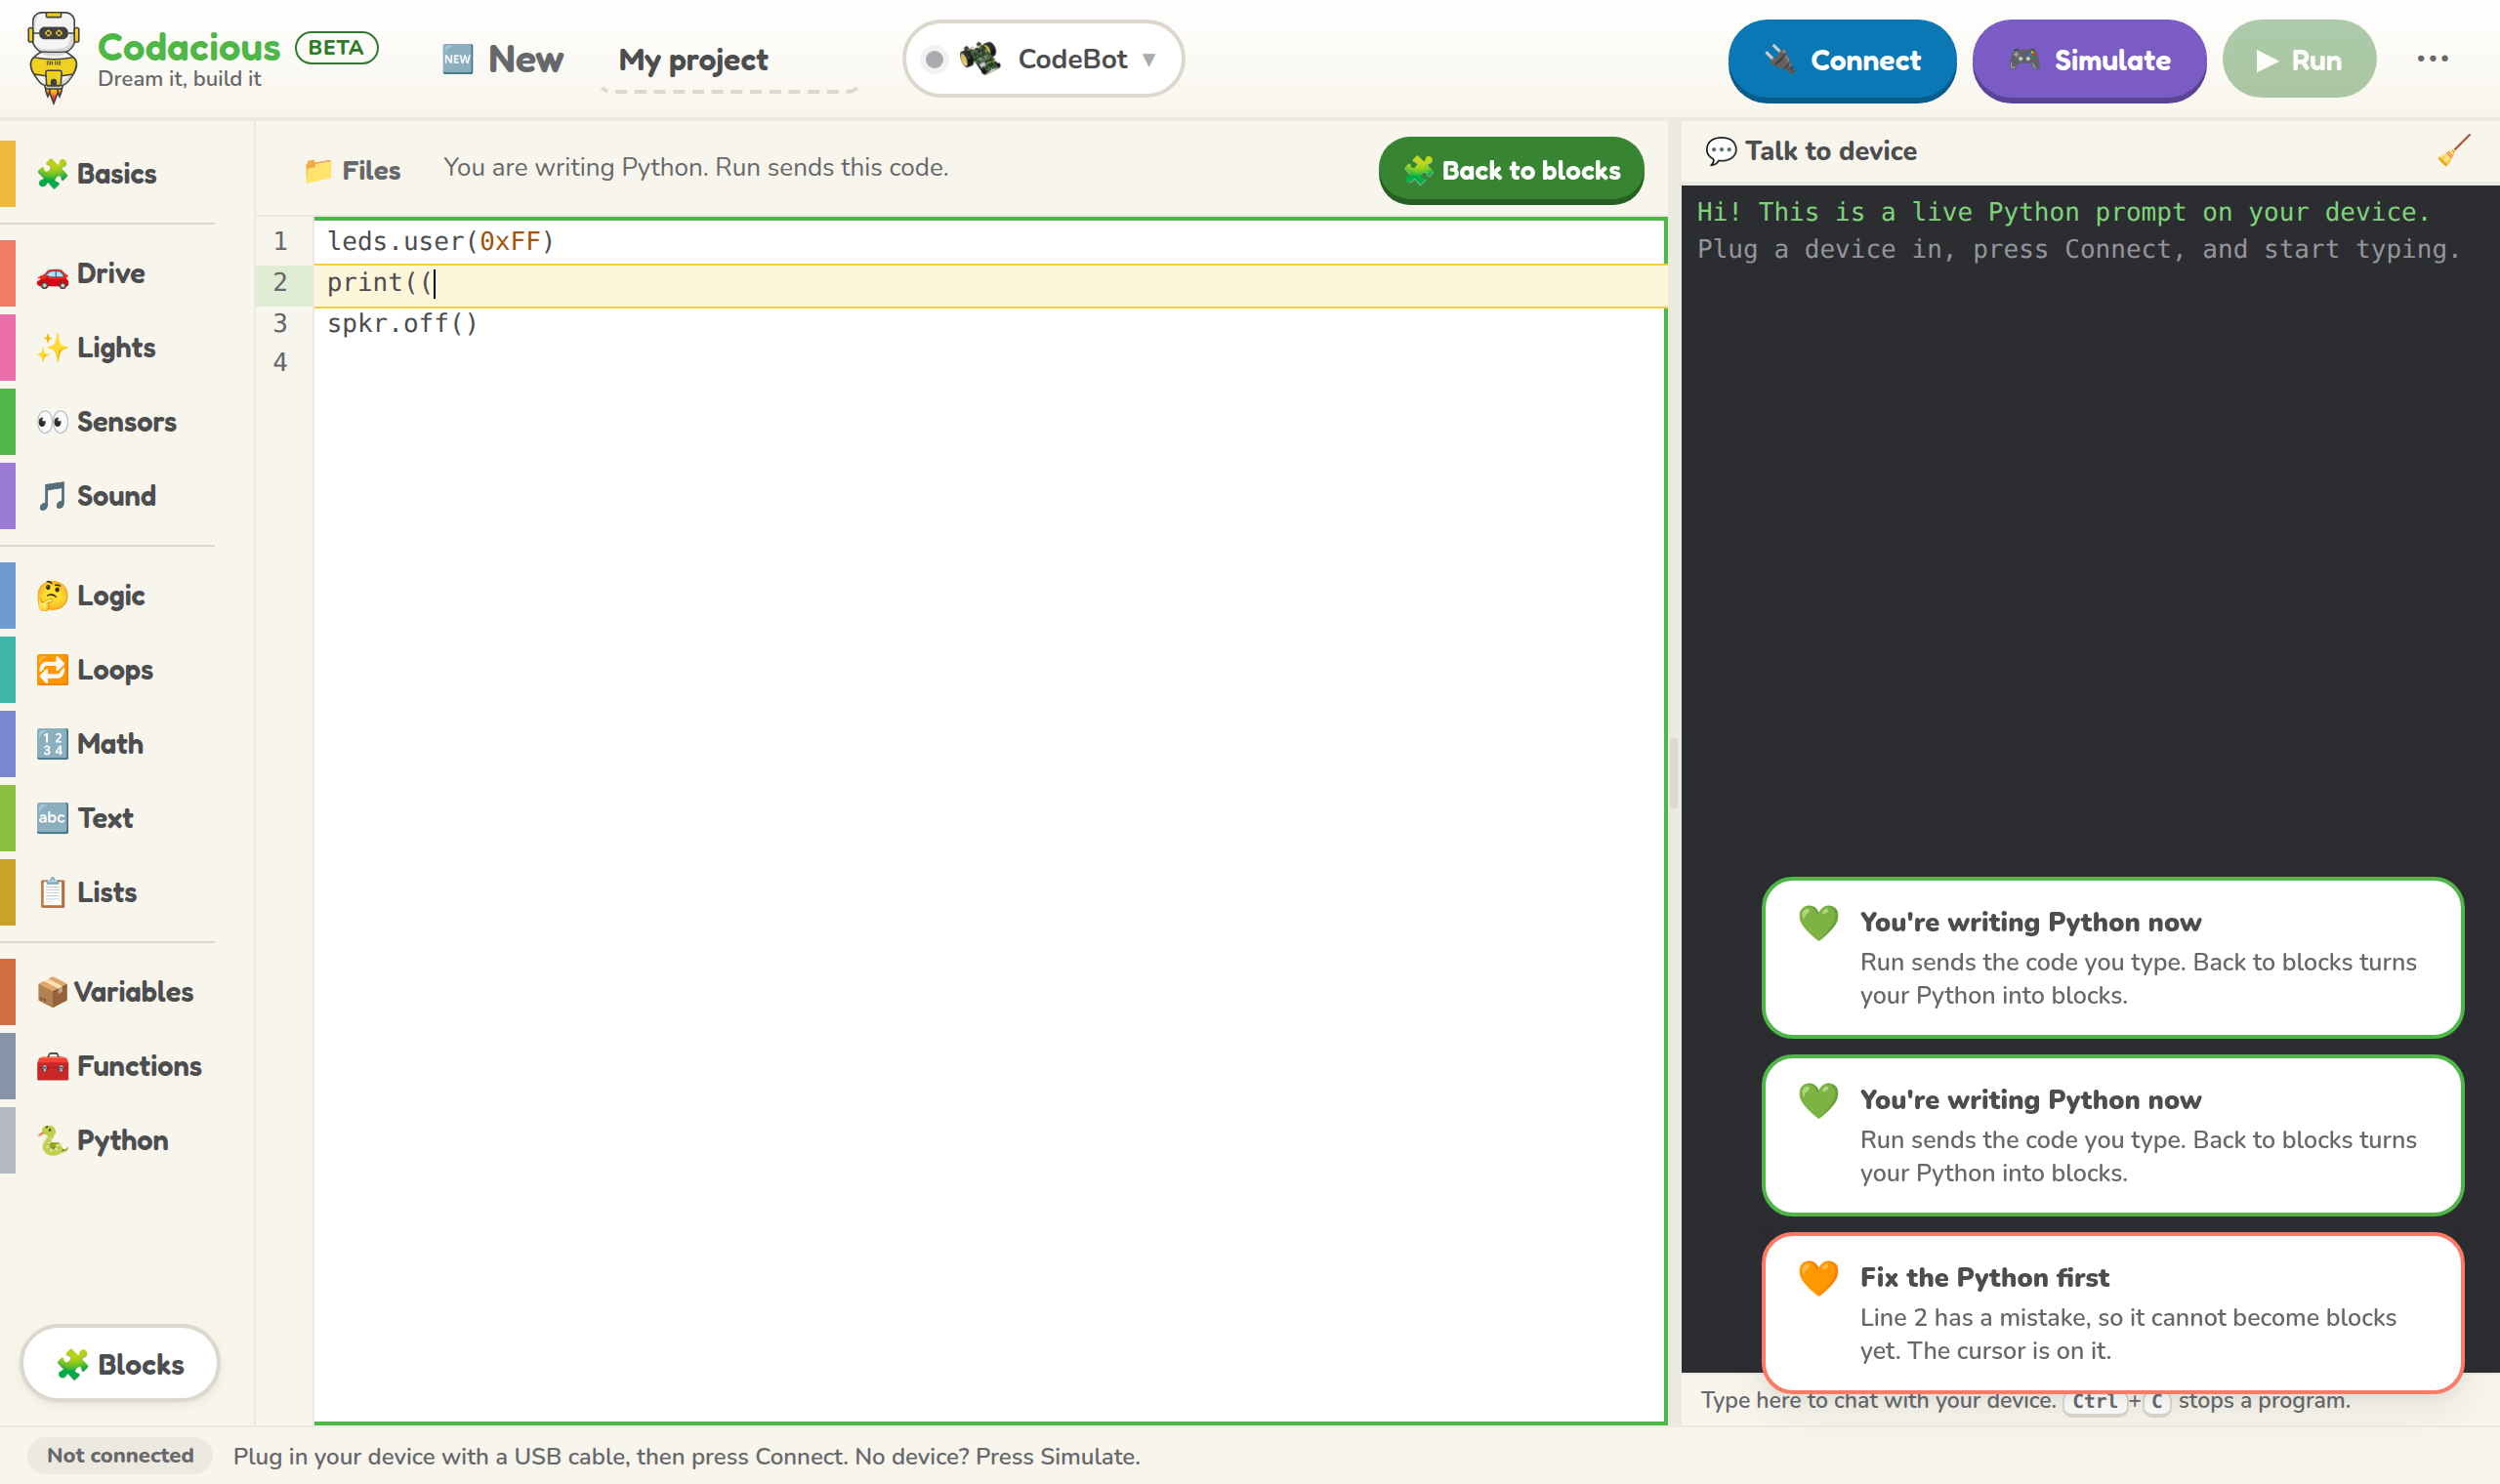 Codacious BETA
Dream it, build it
NEW New
My project
CodeBot ▼
Connect
Simulate
▶ Run
...
Basics
Drive
Lights
Sensors
Sound
Logic
Loops
1234 Math
abc Text
Lists
Variables
Functions
Python
Blocks
Files
You are writing Python. Run sends this code.
Back to blocks
1 leds.user(0xFF)
2 print((
3 spkr.off()
4
Talk to device
Hi! This is a live Python prompt on your device.
Plug a device in, press Connect, and start typing.
You're writing Python now
Run sends the code you type. Back to blocks turns
your Python into blocks.
You're writing Python now
Run sends the code you type. Back to blocks turns
your Python into blocks.
Fix the Python first
Line 2 has a mistake, so it cannot become blocks
yet. The cursor is on it.
Type here to chat with your device. Ctrl+C stops a program.
Not connected
Plug in your device with a USB cable, then press Connect. No device? Press Simulate.